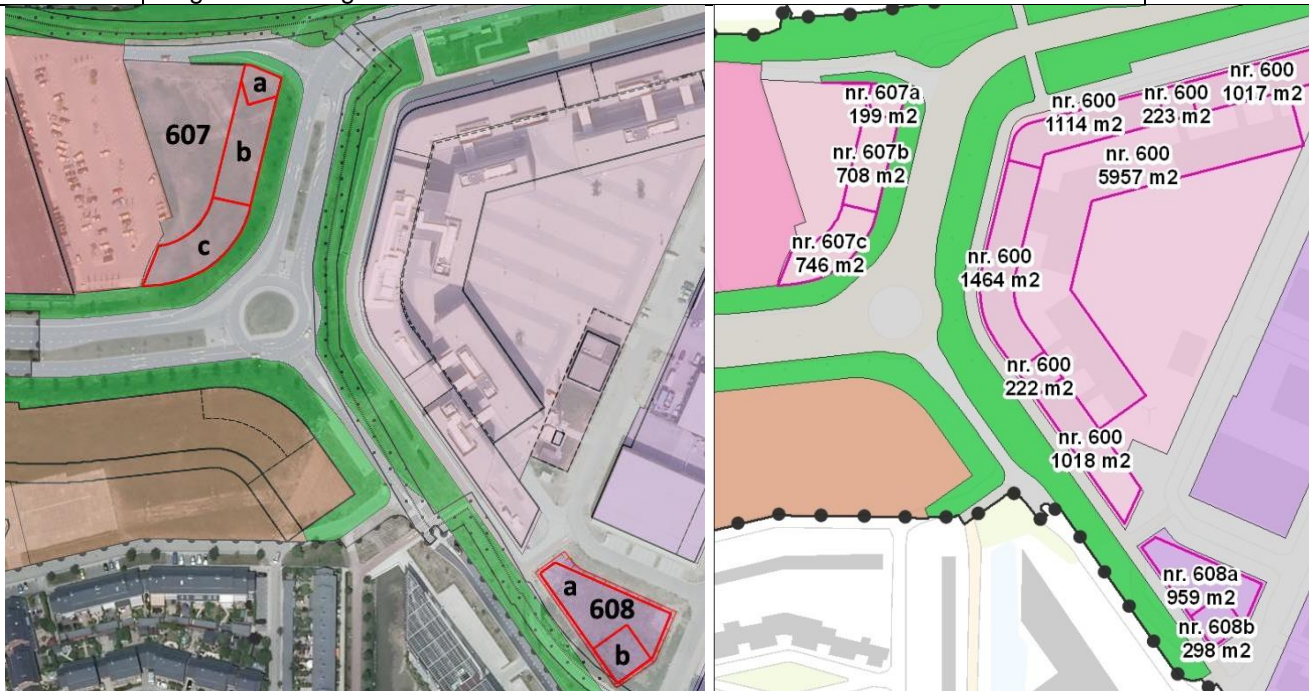 a
607
b
c
a
608
b
nr. 607a
199 m2
nr. 607b
708 m2
nr. 607c
746 m2
nr. 600
1114 m2
nr. 600
223 m2
nr. 600
1017 m2
nr. 600
5957 m2
nr. 600
1464 m2
nr. 600
222 m2
nr. 600
1018 m2
nr. 608a
959 m2
nr. 608b
298 m2